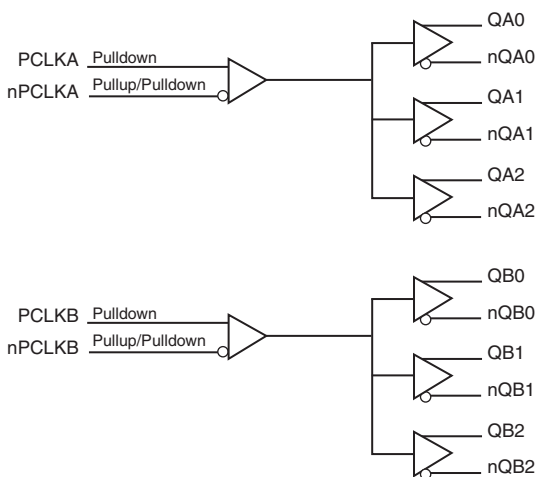 QA0
PCLKA Pulldown
nQA0
nPCLKA Pullup/Pulldown
QA1
nQA1
QA2
nQA2
QB0
PCLKB Pulldown
nQB0
nPCLKB Pullup/Pulldown
QB1
nQB1
QB2
nQB2